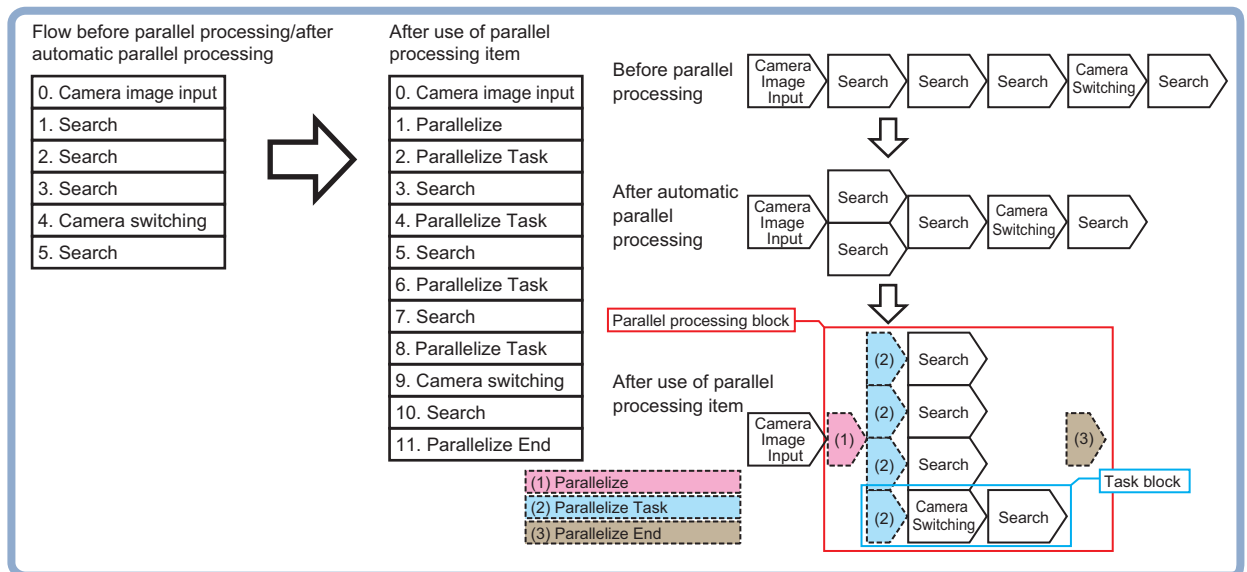 Flow before parallel processing/after
automatic parallel processing
0. Camera image input
1. Search
2. Search
3. Search
4. Camera switching
5. Search
After use of parallel
processing item
0. Camera image input
1. Parallelize
2. Parallelize Task
3. Search
4. Parallelize Task
5. Search
6. Parallelize Task
7. Search
8. Parallelize Task
9. Camera switching
10. Search
11. Parallelize End
Before parallel
processing
Camera
Image
Input
Search
Search
Search
Camera
Switching
Search
After automatic
parallel
processing
Camera
Image
Input
Search
Search
Search
Camera
Switching
Search
Parallel processing block
After use of parallel
processing item
Camera
Image
Input
(1)
(2)
Search
(2)
Search
(2)
Search
(2)
Camera
Switching
Search
(3)
Task block
(1) Parallelize
(2) Parallelize Task
(3) Parallelize End